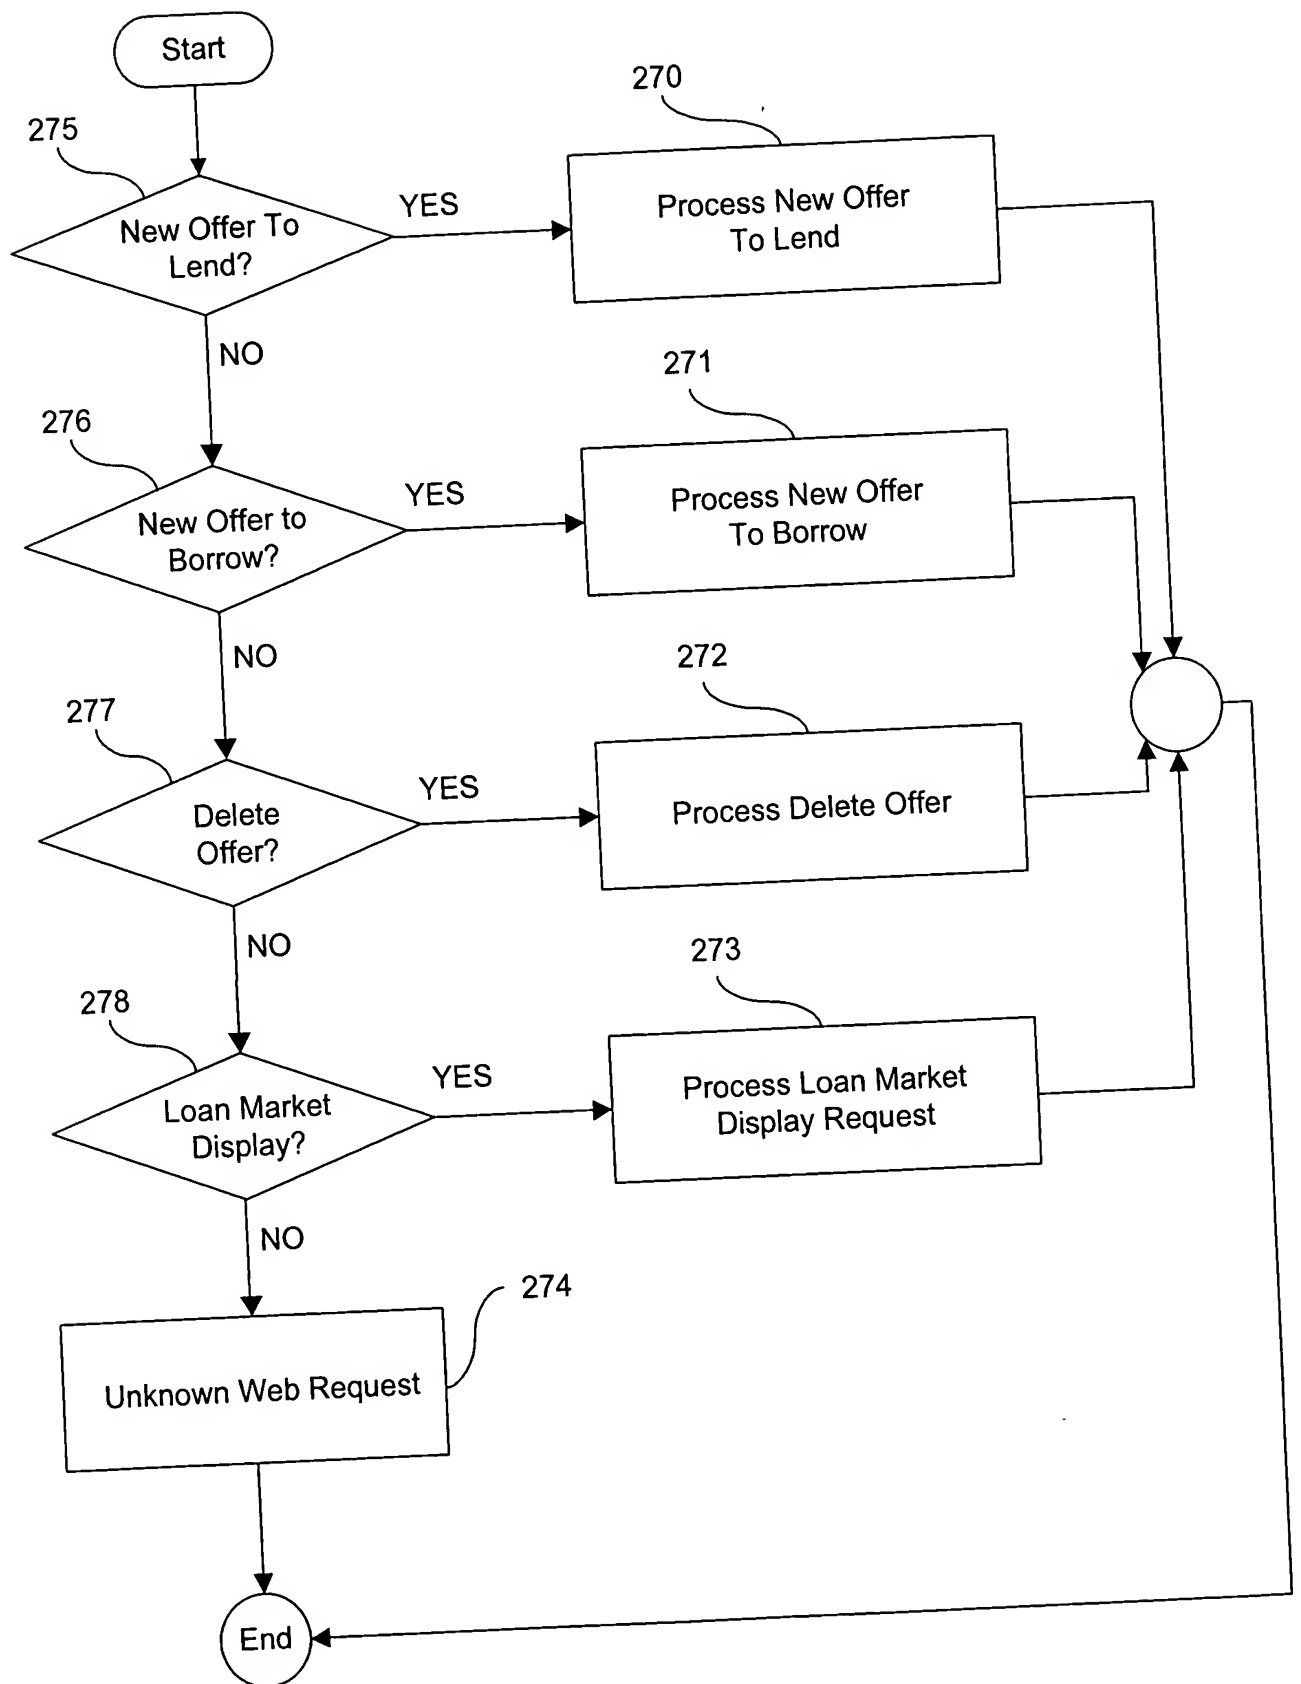 Start
270
275
YES
New Offer To
Lend?
Process New Offer
To Lend
NO
271
276
YES
New Offer to
Borrow?
Process New Offer
To Borrow
NO
272
277
YES
Delete
Offer?
Process Delete Offer
NO
273
278
YES
Loan Market
Display?
Process Loan Market
Display Request
NO
274
Unknown Web Request
End